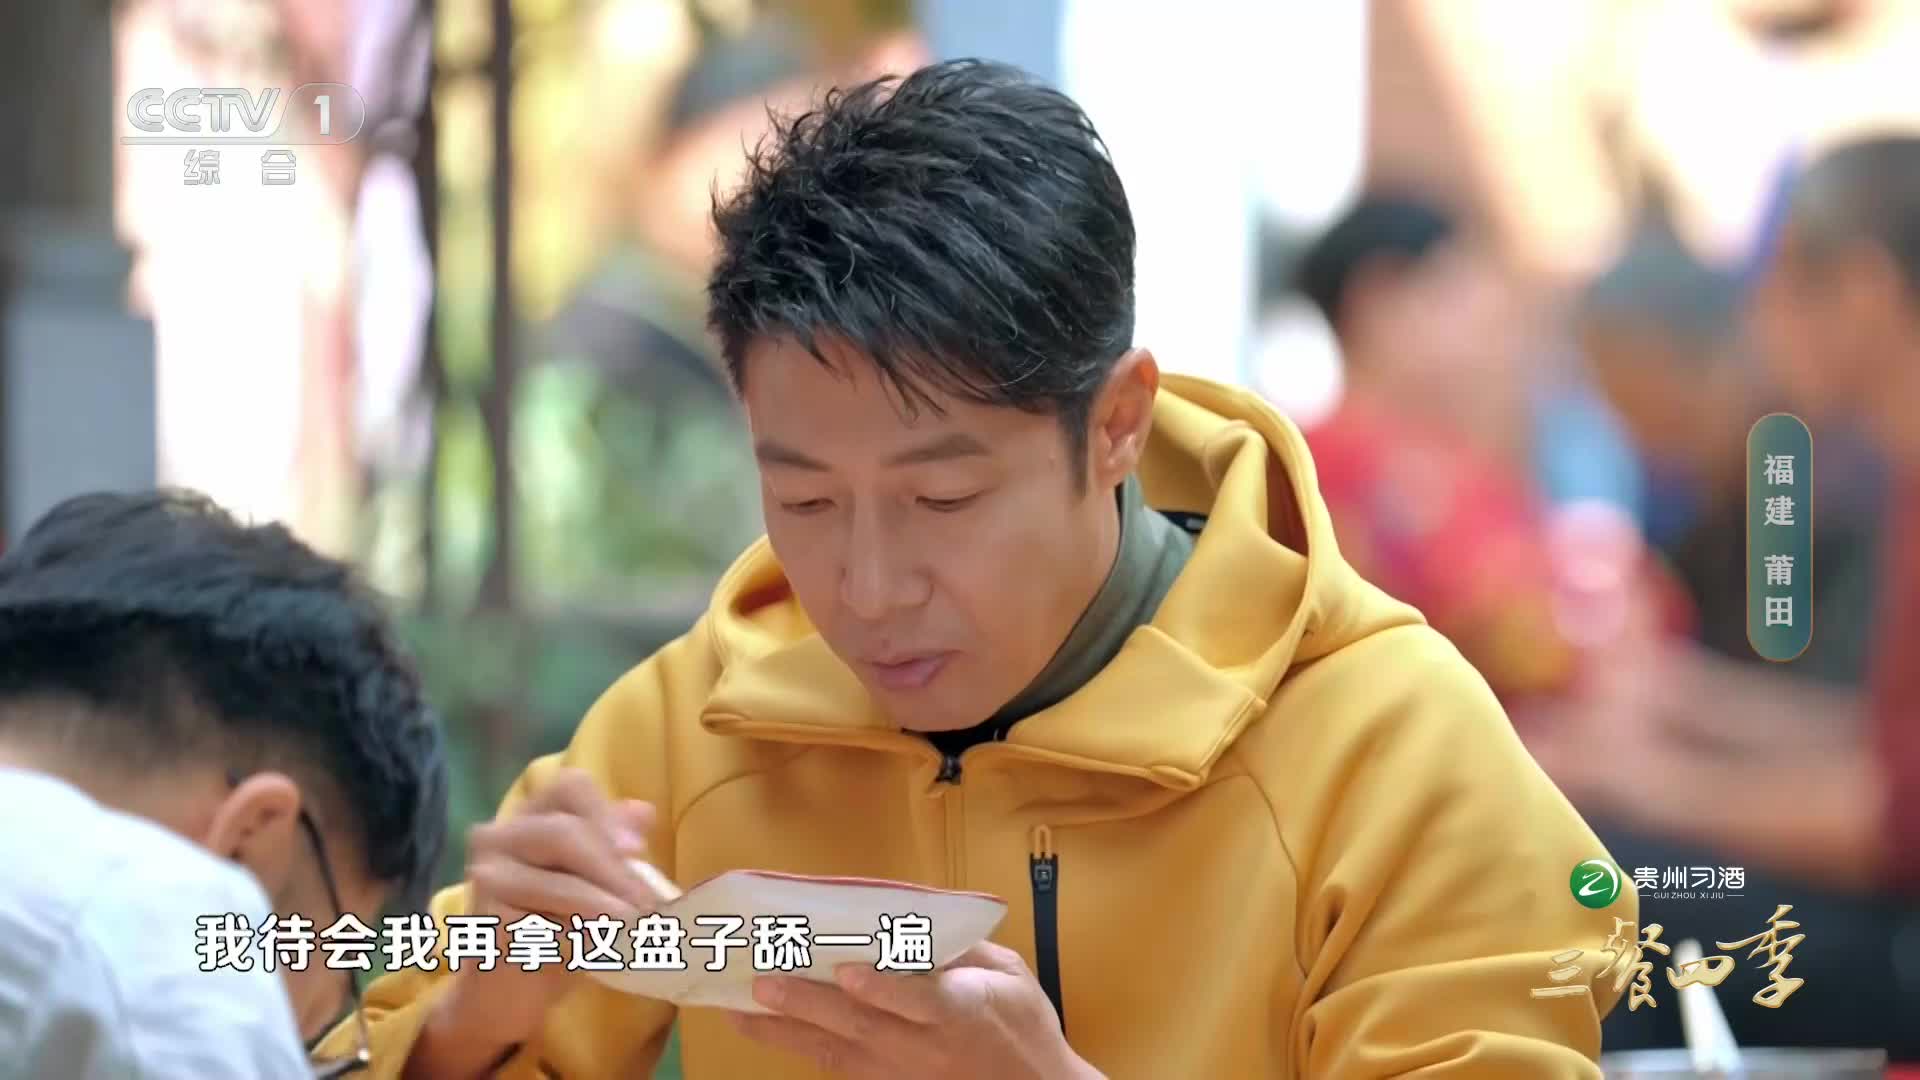 CCTV 1
综合
福建 莆田
贵州习酒
GUIZHOU XIJIU
我待会我再拿这盘子舔一遍
三餐四季